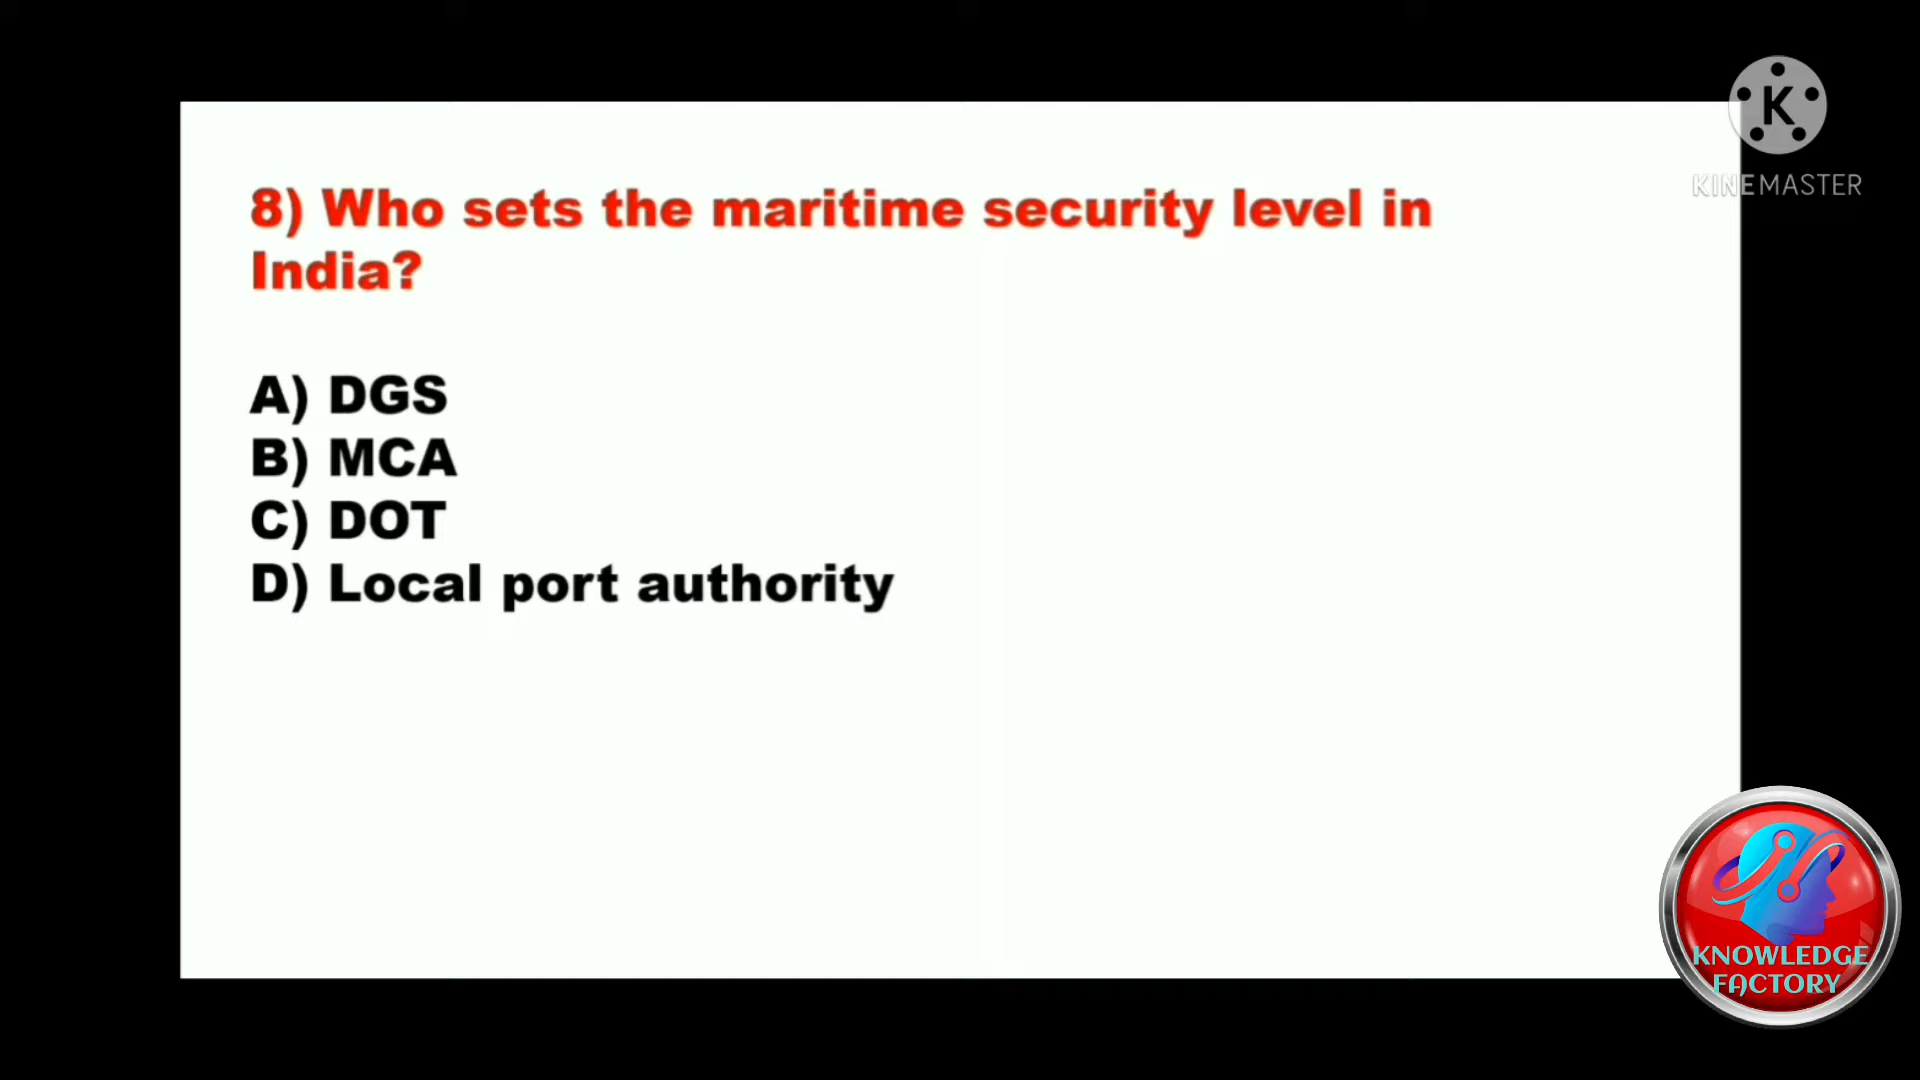 8) Who sets the maritime security level in
India?
A) DGS
B) MCA
C) DOT
D) Local port authority
K
KINEMASTER
KNOWLEDGE
FACTORY